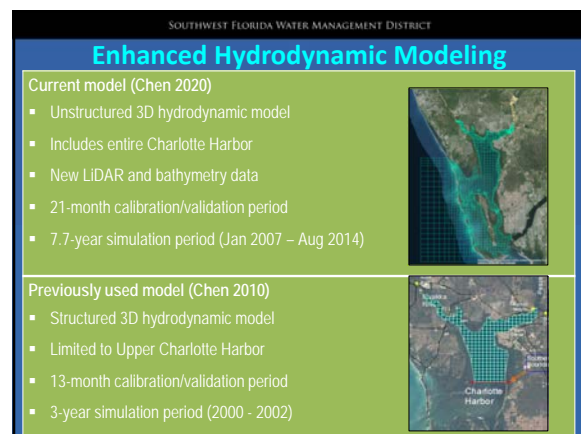 SOUTHWEST FLORIDA WATER MANAGEMENT DISTRICT
Enhanced Hydrodynamic Modeling
Current model (Chen 2020)
▪ Unstructured 3D hydrodynamic model
▪ Includes entire Charlotte Harbor
▪ New LiDAR and bathymetry data
▪ 21-month calibration/validation period
▪ 7.7-year simulation period (Jan 2007 – Aug 2014)
Previously used model (Chen 2010)
▪ Structured 3D hydrodynamic model
▪ Limited to Upper Charlotte Harbor
▪ 13-month calibration/validation period
▪ 3-year simulation period (2000 - 2002)
Charlotte
Harbor